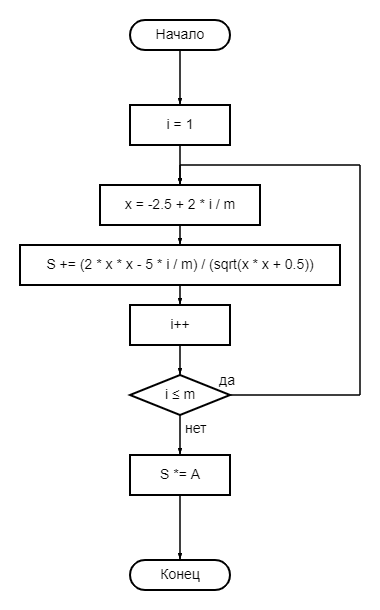 Начало
i = 1
x = -2.5 + 2 * i / m
S += (2 * x * x - 5 * i / m) / (sqrt(x * x + 0.5))
i++
да
i ≤ m
нет
S *= A
Конец